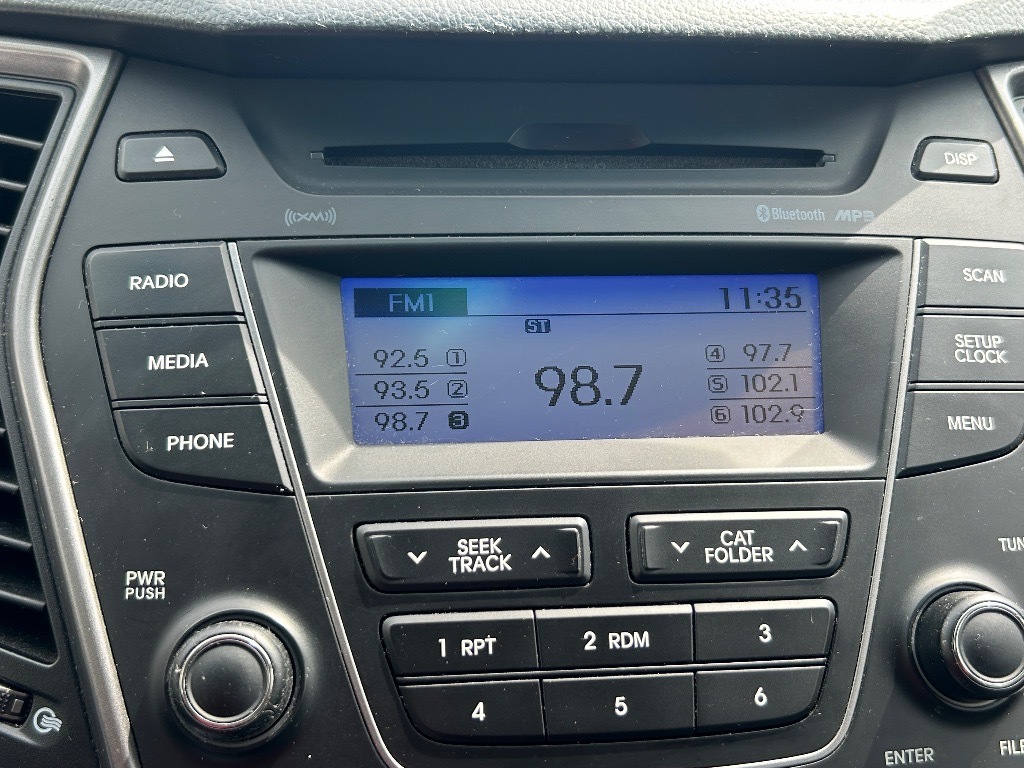 DISP
XM
Bluetooth MP3
RADIO
MEDIA
PHONE
FM1 11:35
ST
92.5 1
93.5 2
98.7 3
98.7
4 97.7
5 102.1
6 102.9
SCAN
SETUP
CLOCK
MENU
SEEK
TRACK
CAT
FOLDER
PWR
PUSH
1 RPT
2 RDM
3
4
5
6
ENTER